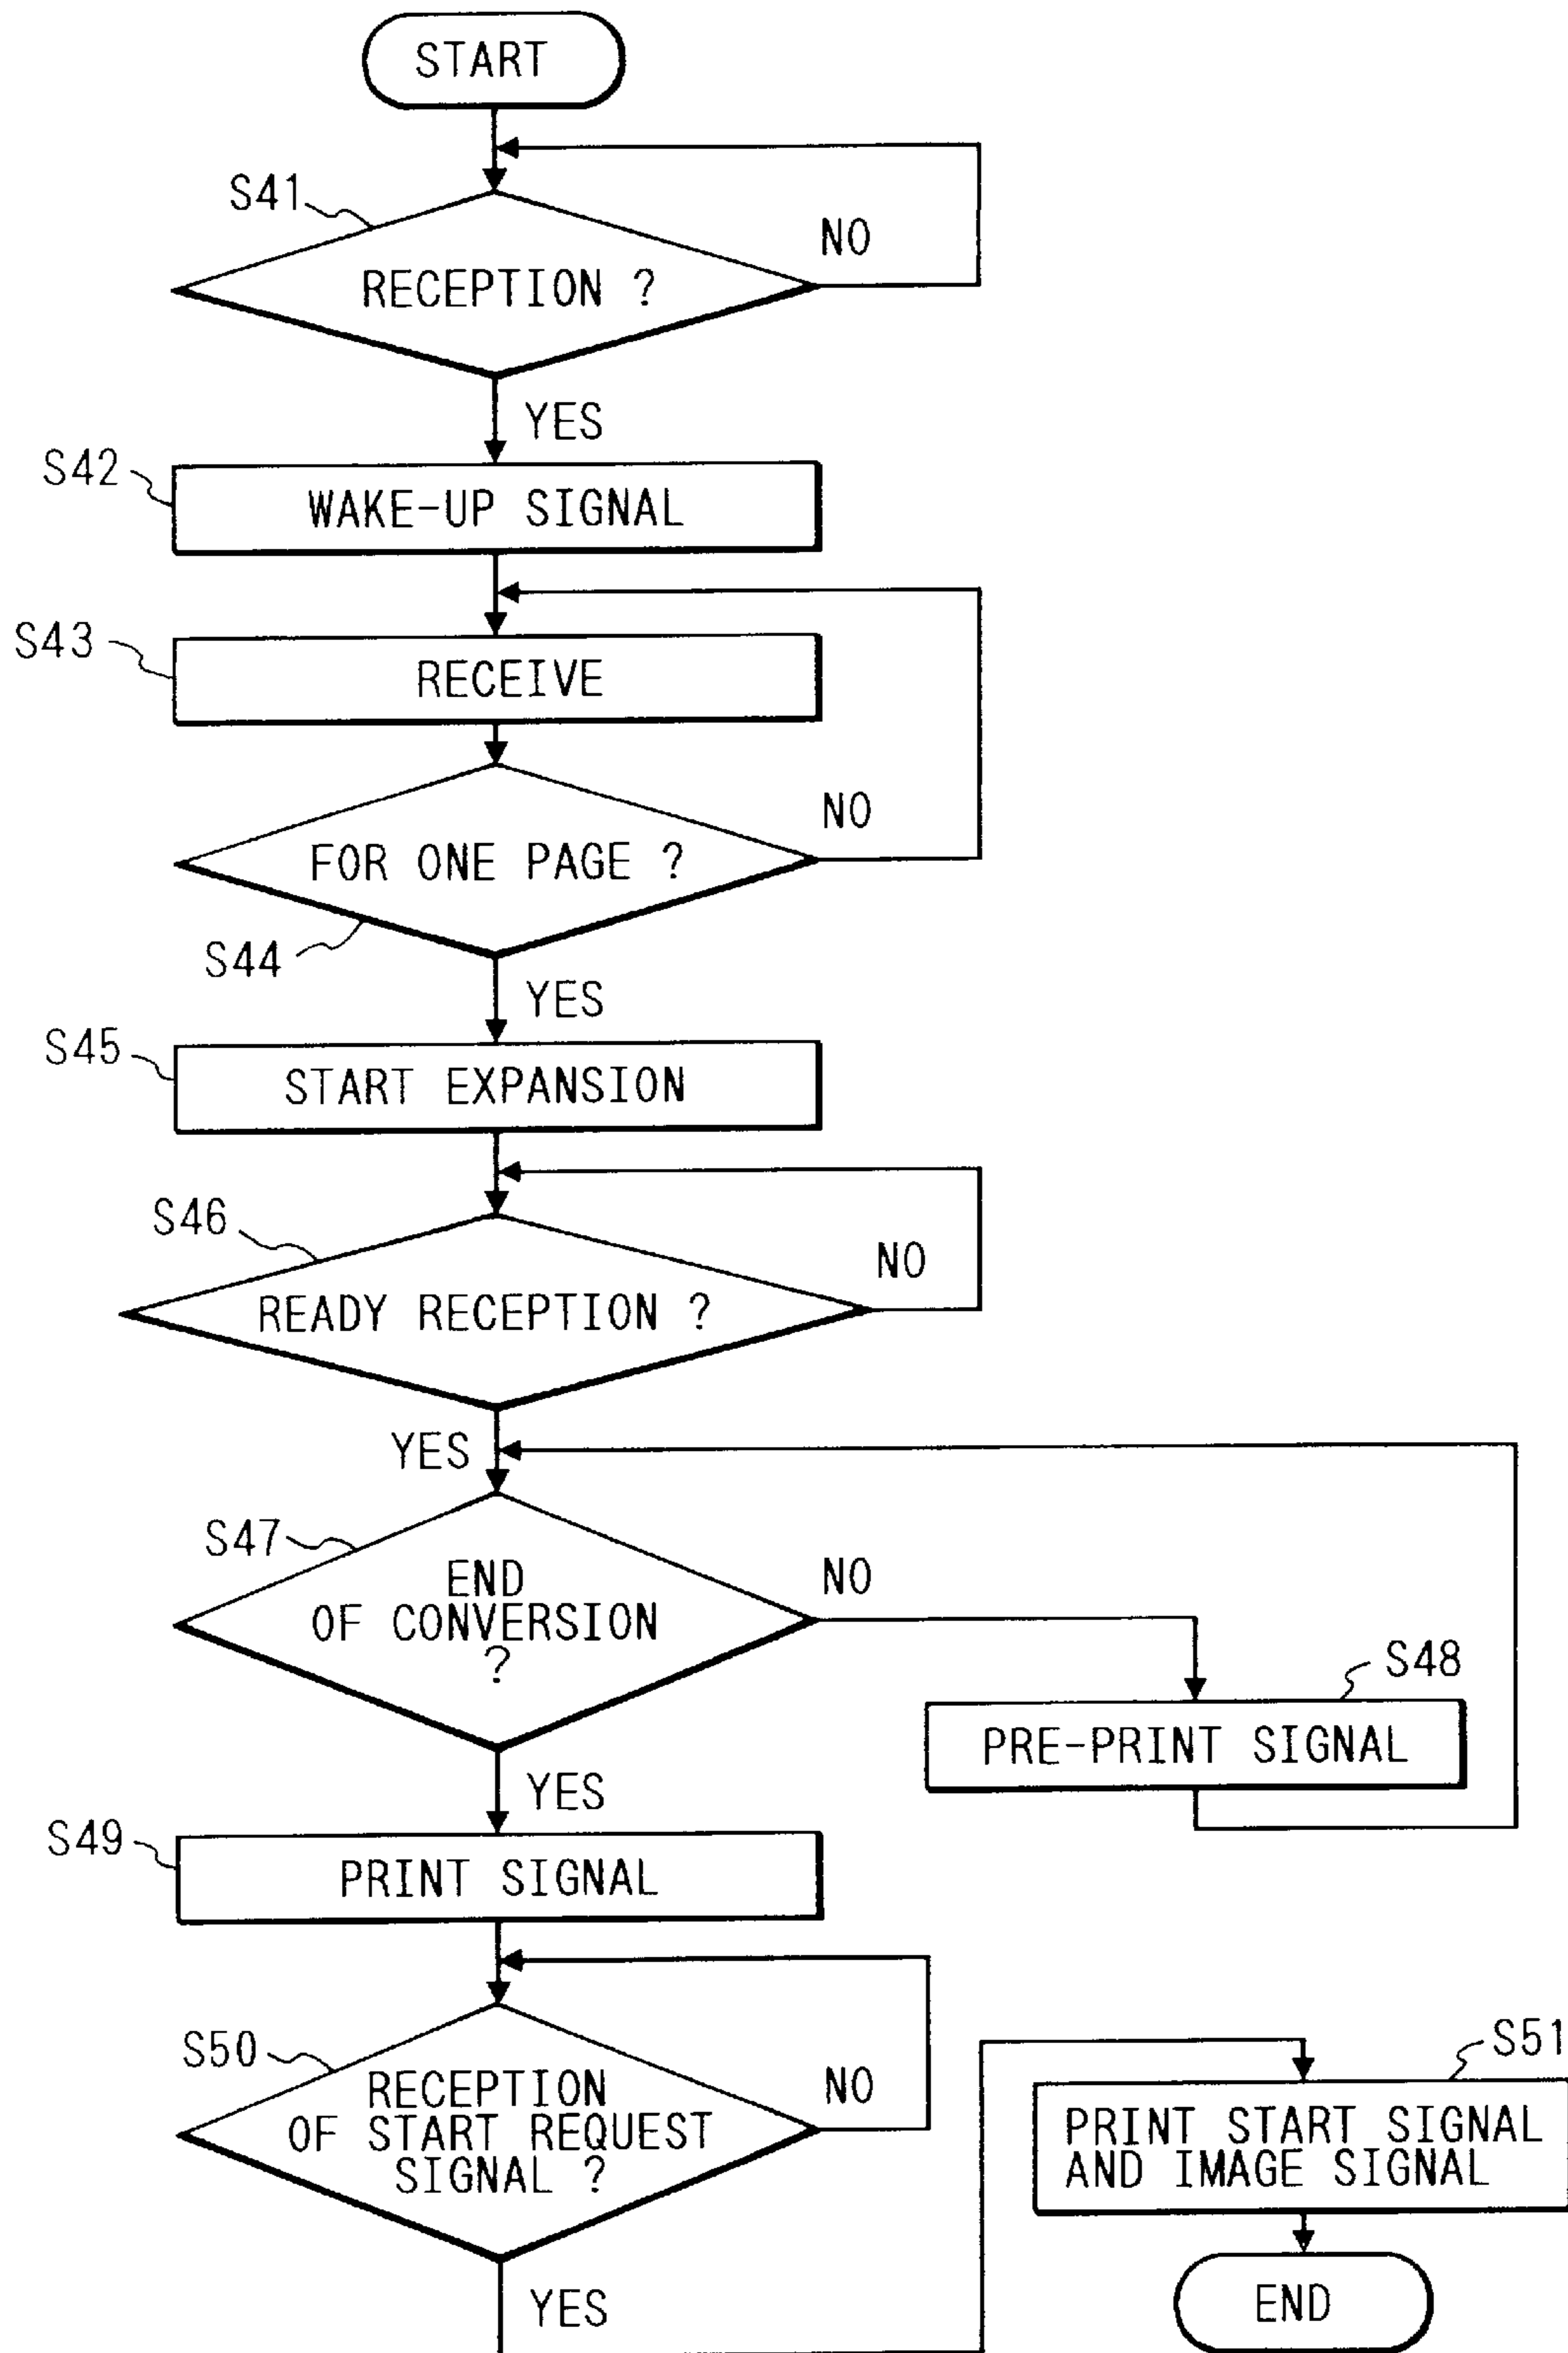 START
S41
NO
RECEPTION ?
YES
S42
WAKE-UP SIGNAL
S43
RECEIVE
NO
FOR ONE PAGE ?
S44
YES
S45
START EXPANSION
S46
NO
READY RECEPTION ?
YES
S47
END
OF CONVERSION
?
NO
S48
PRE-PRINT SIGNAL
YES
S49
PRINT SIGNAL
S50
RECEPTION
OF START REQUEST
SIGNAL ?
NO
S51
PRINT START SIGNAL
AND IMAGE SIGNAL
YES
END